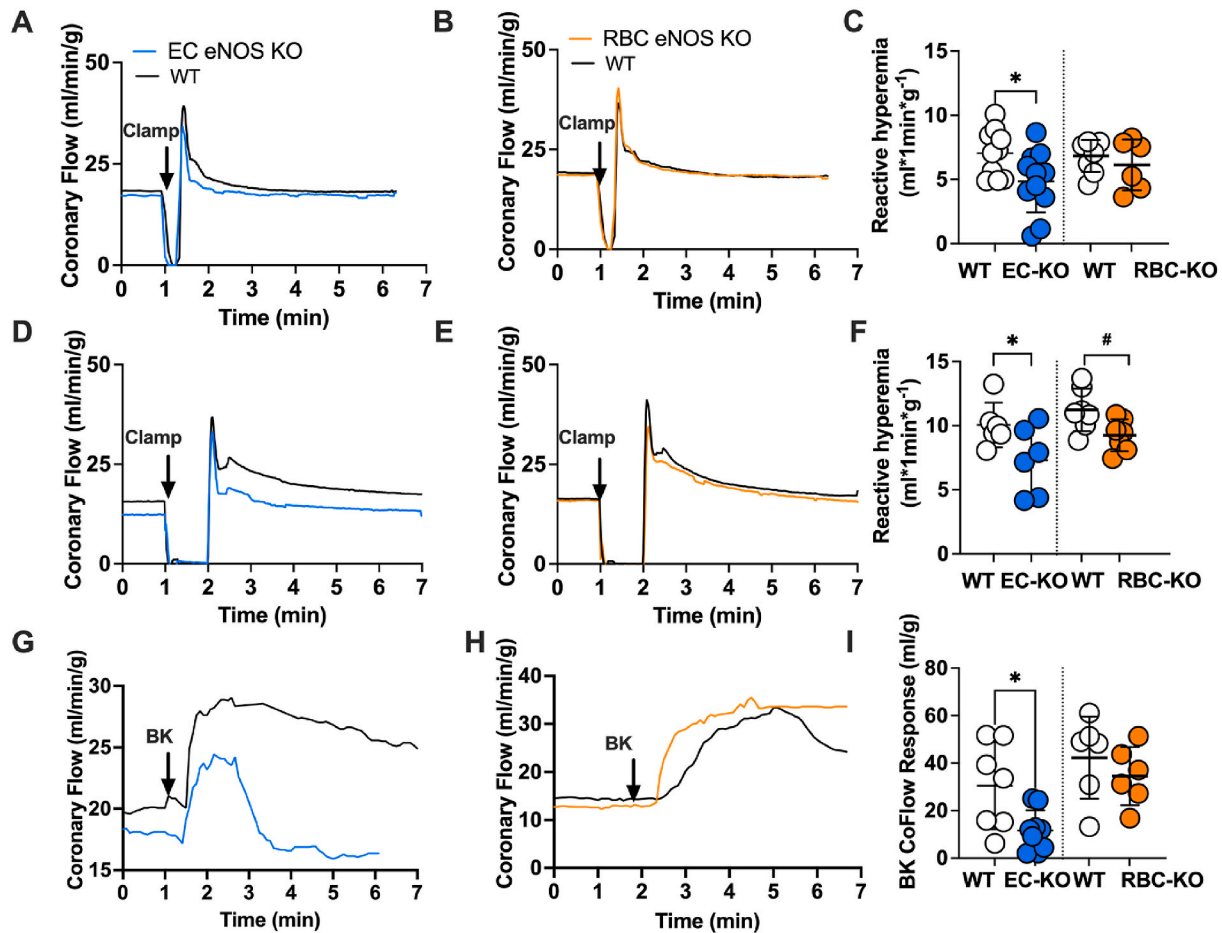 A
EC eNOS KO
WT
Clamp
Coronary Flow (ml/min/g)
50
25
0
0 1 2 3 4 5 6 7
Time (min)
B
RBC eNOS KO
WT
Clamp
Coronary Flow (ml/min/g)
50
25
0
0 1 2 3 4 5 6 7
Time (min)
C
Reactive hyperemia
(ml*1min*g⁻¹)
15
10
5
0
*
WT EC-KO WT RBC-KO
D
Clamp
Coronary Flow (ml/min/g)
50
25
0
0 1 2 3 4 5 6 7
Time (min)
E
Clamp
Coronary Flow (ml/min/g)
50
25
0
0 1 2 3 4 5 6 7
Time (min)
F
Reactive hyperemia
(ml*1min*g⁻¹)
15
10
5
0
* #
WT EC-KO WT RBC-KO
G
BK
Coronary Flow (ml/min/g)
30
25
20
15
0 1 2 3 4 5 6 7
Time (min)
H
BK
Coronary Flow (ml/min/g)
40
30
20
10
0
0 1 2 3 4 5 6 7
Time (min)
I
BK CoFlow Response (ml/g)
80
60
40
20
0
*
WT EC-KO WT RBC-KO